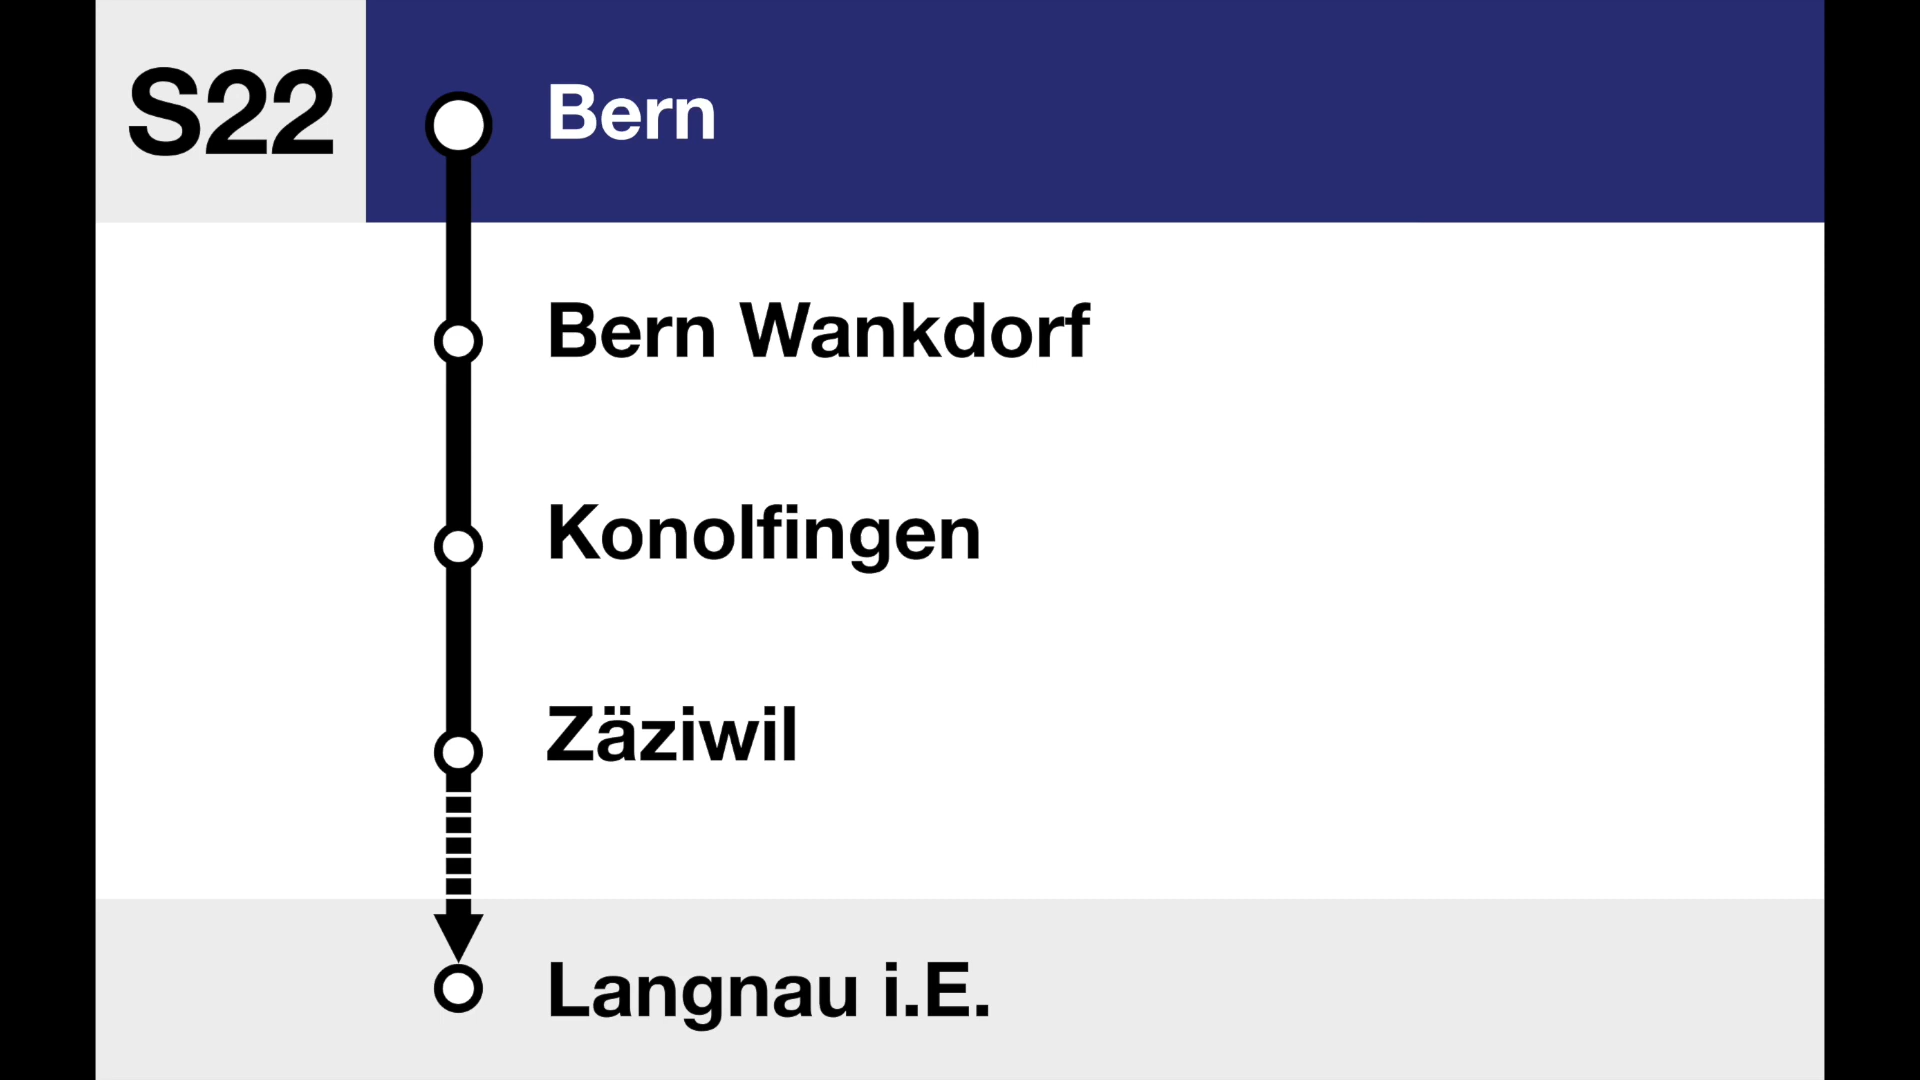 S22
Bern
Bern Wankdorf
Konolfingen
Zäziwil
Langnau i.E.